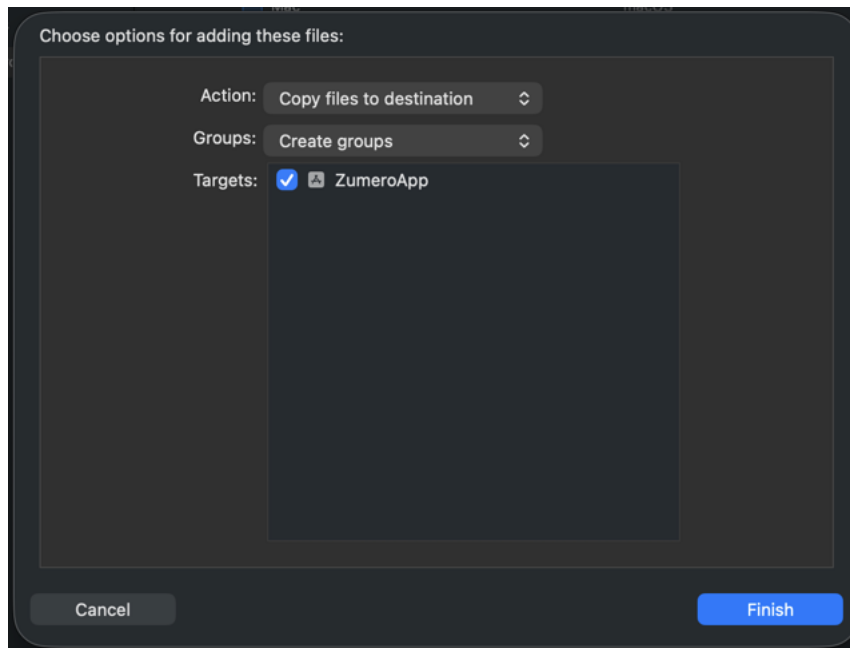 Choose options for adding these files:
Action: Copy files to destination
Groups: Create groups
Targets: ZumeroApp
Cancel Finish